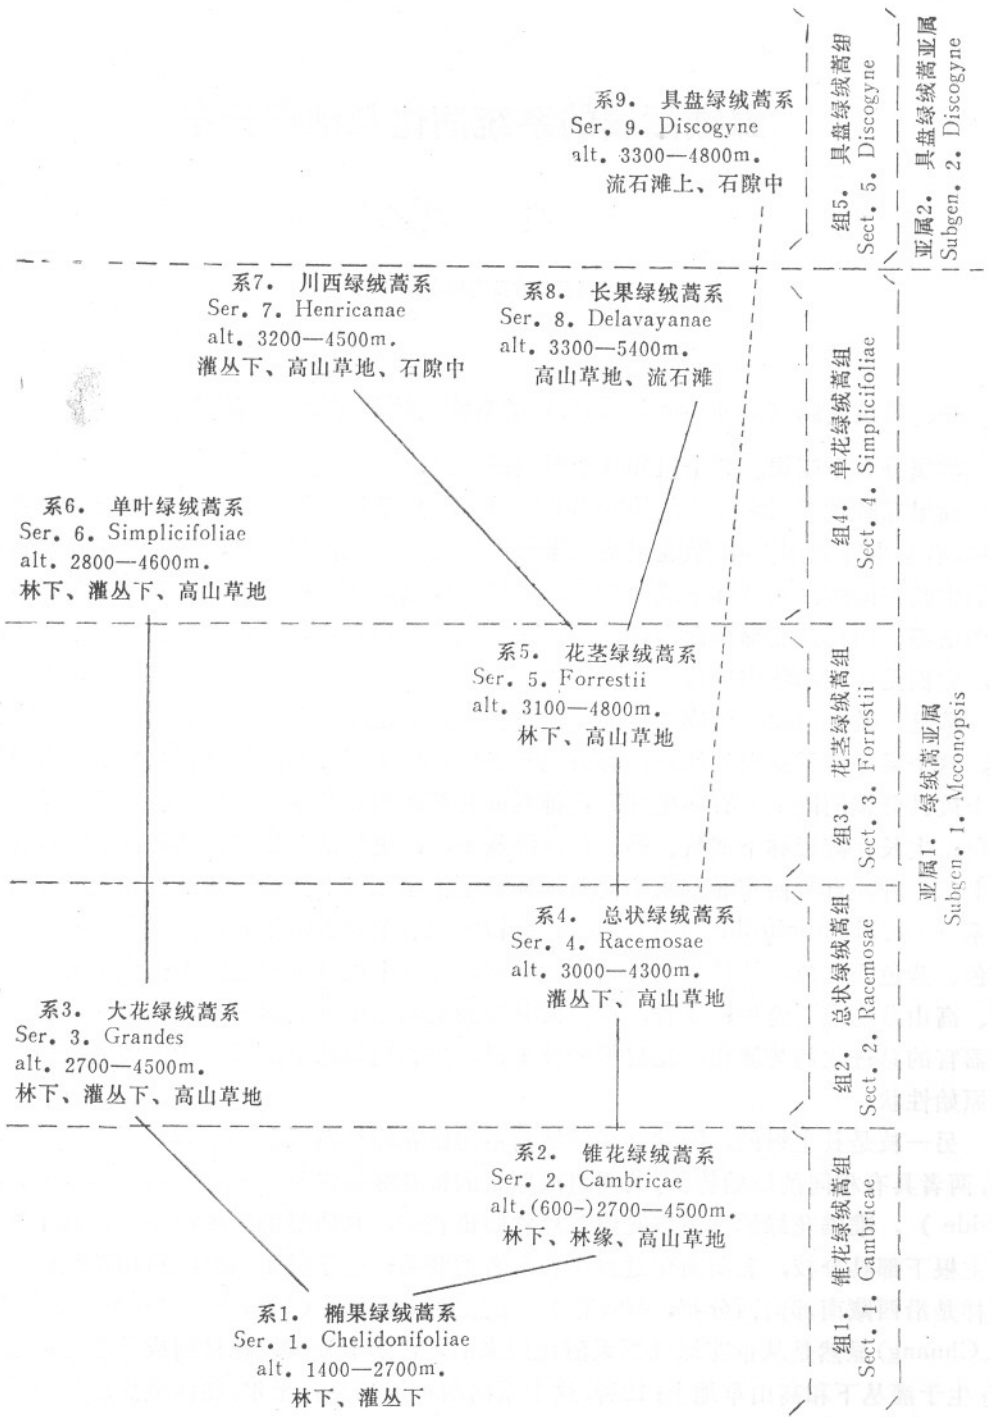 系9. 具盘绿绒蒿系
Ser. 9. Discogyne
alt. 3300—4800m.
流石滩上、石隙中
系7. 川西绿绒蒿系
Ser. 7. Henricanae
alt. 3200—4500m.
灌丛下、高山草地、石隙中
系8. 长果绿绒蒿系
Ser. 8. Delavayanae
alt. 3300—5400m.
高山草地、流石滩
系6. 单叶绿绒蒿系
Ser. 6. Simplicifoliae
alt. 2800—4600m.
林下、灌丛下、高山草地
系5. 花茎绿绒蒿系
Ser. 5. Forrestii
alt. 3100—4800m.
林下、高山草地
系4. 总状绿绒蒿系
Ser. 4. Racemosae
alt. 3000—4300m.
灌丛下、高山草地
系3. 大花绿绒蒿系
Ser. 3. Grandes
alt. 2700—4500m.
林下、灌丛下、高山草地
系2. 锥花绿绒蒿系
Ser. 2. Cambricae
alt.(600-)2700—4500m.
林下、林缘、高山草地
系1. 椭果绿绒蒿系
Ser. 1. Chelidonifoliae
alt. 1400—2700m.
林下、灌丛下
组5. 具盘绿绒蒿组
Sect. 5. Discogyne
亚属2. 具盘绿绒蒿亚属
Subgen. 2. Discogyne
组4. 单花绿绒蒿组
Sect. 4. Simplicifoliae
组3. 花茎绿绒蒿组
Sect. 3. Forrestii
亚属1. 绿绒蒿亚属
Subgen. 1. Meconopsis
组2. 总状绿绒蒿组
Sect. 2. Racemosae
组1. 锥花绿绒蒿组
Sect. 1. Cambricae